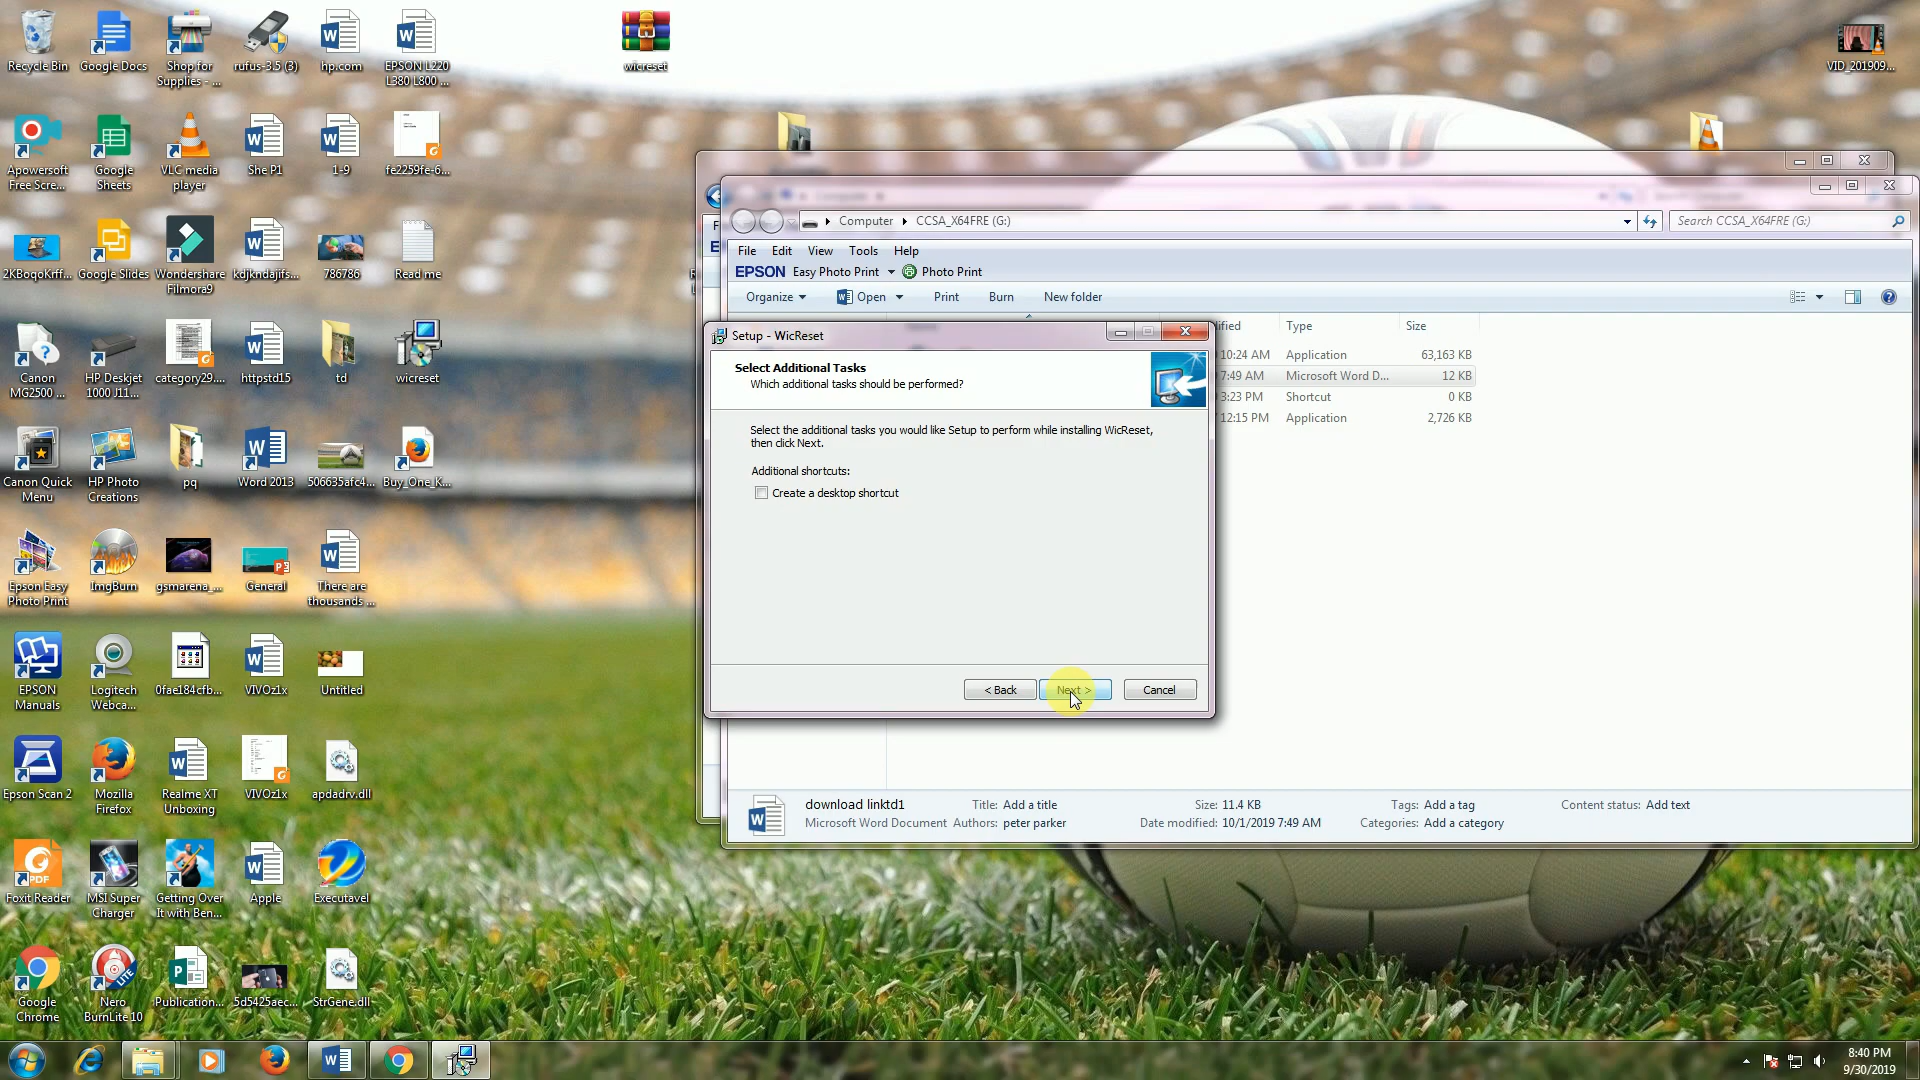 Recycle Bin
Google Docs
Shop for
Supplies - ...
rufus-3.5 (3)
hp.com
EPSON L220
L380 L800 ...
wicreset
VID_201909...
Apowersoft
Free Scre...
Google
Sheets
VLC media
player
She P1
1-9
fe2259fe-6...
2KBoqoKrff...
Google Slides
Wondershare
Filmora9
kdjkndajifs...
786786
Read me
Canon
MG2500 ...
HP Deskjet
1000 J11...
category29....
httpstd15
td
wicreset
Canon Quick
Menu
HP Photo
Creations
pq
Word 2013
506635afc4...
Buy_One_K...
Epson Easy
Photo Print
ImgBurn
gsmarena_...
General
There are
thousands ...
EPSON
Manuals
Logitech
Webca...
0fae184cfb...
VIVOz1x
Untitled
Epson Scan 2
Mozilla
Firefox
Realme XT
Unboxing
VIVOz1x
apdadrv.dll
Foxit Reader
MSI Super
Charger
Getting Over
It with Ben...
Apple
Executavel
Google
Chrome
Nero
BurnLite 10
Publication...
5d5425aec...
StrGene.dll
Computer
CCSA_X64FRE (G:)
Search CCSA_X64FRE (G:)
File Edit View Tools Help
EPSON Easy Photo Print Photo Print
Organize Open Print Burn New folder
ified Type Size
10:24 AM Application 63,163 KB
7:49 AM Microsoft Word D... 12 KB
3:23 PM Shortcut 0 KB
12:15 PM Application 2,726 KB
Setup - WicReset
Select Additional Tasks
Which additional tasks should be performed?
Select the additional tasks you would like Setup to perform while installing WicReset,
then click Next.
Additional shortcuts:
Create a desktop shortcut
< Back Next > Cancel
download linktd1 Title: Add a title Size: 11.4 KB Tags: Add a tag Content status: Add text
Microsoft Word Document Authors: peter parker Date modified: 10/1/2019 7:49 AM Categories: Add a category
8:40 PM
9/30/2019